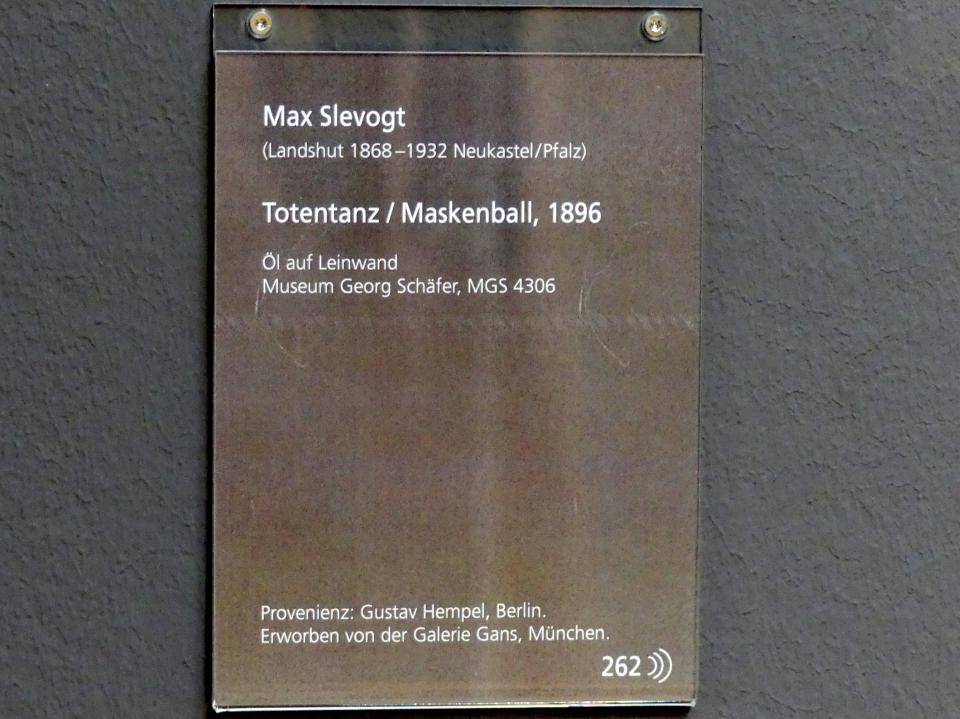 Max Slevogt
(Landshut 1868–1932 Neukastel/Pfalz)
Totentanz / Maskenball, 1896
Öl auf Leinwand
Museum Georg Schäfer, MGS 4306
Provenienz: Gustav Hempel, Berlin.
Erworben von der Galerie Gans, München.
262